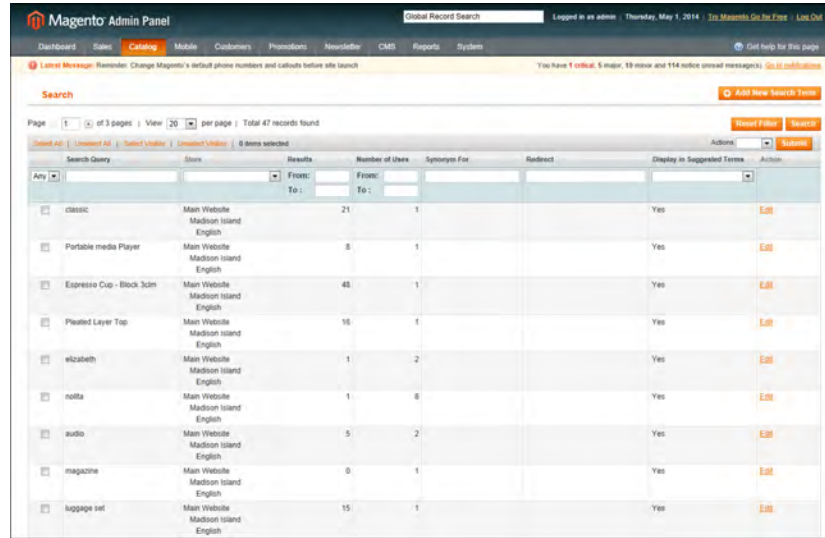 Magento Admin Panel
Global Record Search
Logged in as admin | Thursday, May 1, 2014 | Try Magento Go for Free | Log Out
Dashboard Sales Catalog Mobile Customers Promotions Newsletter CMS Reports System
Get help for this page
Latest Message: Reminder: Change Magento's default phone numbers and callouts before site launch
You have 1 critical, 5 major, 19 minor and 114 notice unread message(s). Go to notifications
Search
Add New Search Term
Page 1 of 3 pages | View 20 per page | Total 47 records found
Reset Filter Search
Select All | Unselect All | Select Visible | Unselect Visible | 0 items selected
Actions Submit
Search Query Store Results Number of Uses Synonym For Redirect Display in Suggested Terms Action
Any From: From:
To : To :
classic Main Website 21 1 Yes Edit
Madison Island
English
Portable media Player Main Website 8 1 Yes Edit
Madison Island
English
Espresso Cup - Block 3clm Main Website 48 1 Yes Edit
Madison Island
English
Pleated Layer Top Main Website 16 1 Yes Edit
Madison Island
English
elizabeth Main Website 1 2 Yes Edit
Madison Island
English
nolita Main Website 1 8 Yes Edit
Madison Island
English
audio Main Website 5 2 Yes Edit
Madison Island
English
magazine Main Website 0 1 Yes Edit
Madison Island
English
luggage set Main Website 15 1 Yes Edit
Madison Island
English